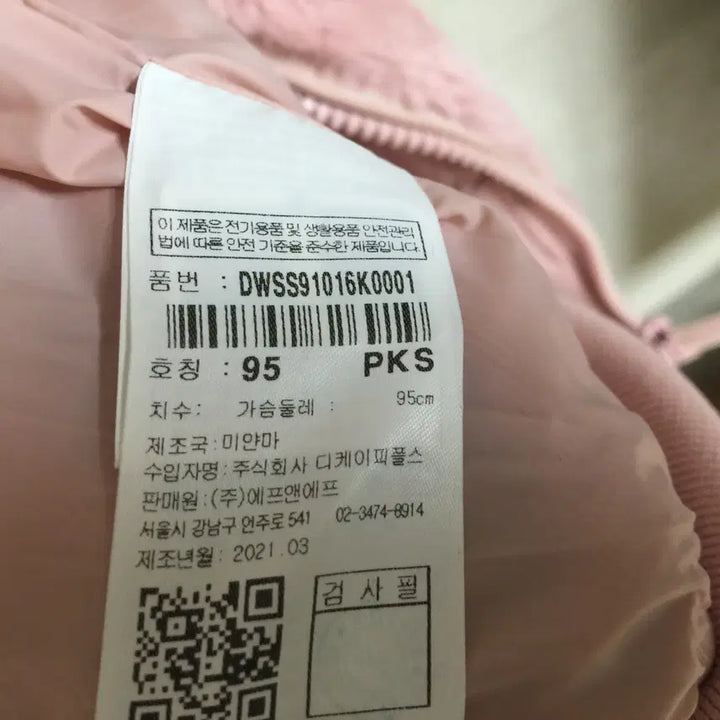 이 제품은 전기용품 및 생활용품 안전관리
법에 따른 안전 기준을 준수한 제품입니다.
품번 : DWSS91016K0001
호칭 : 95 PKS
치수: 가슴둘레 : 95cm
제조국:미얀마
수입자명:주식회사 디케이피플스
판매원:(주)에프앤에프
서울시 강남구 언주로 541 02-3474-8914
제조년월: 2021.03
검사필